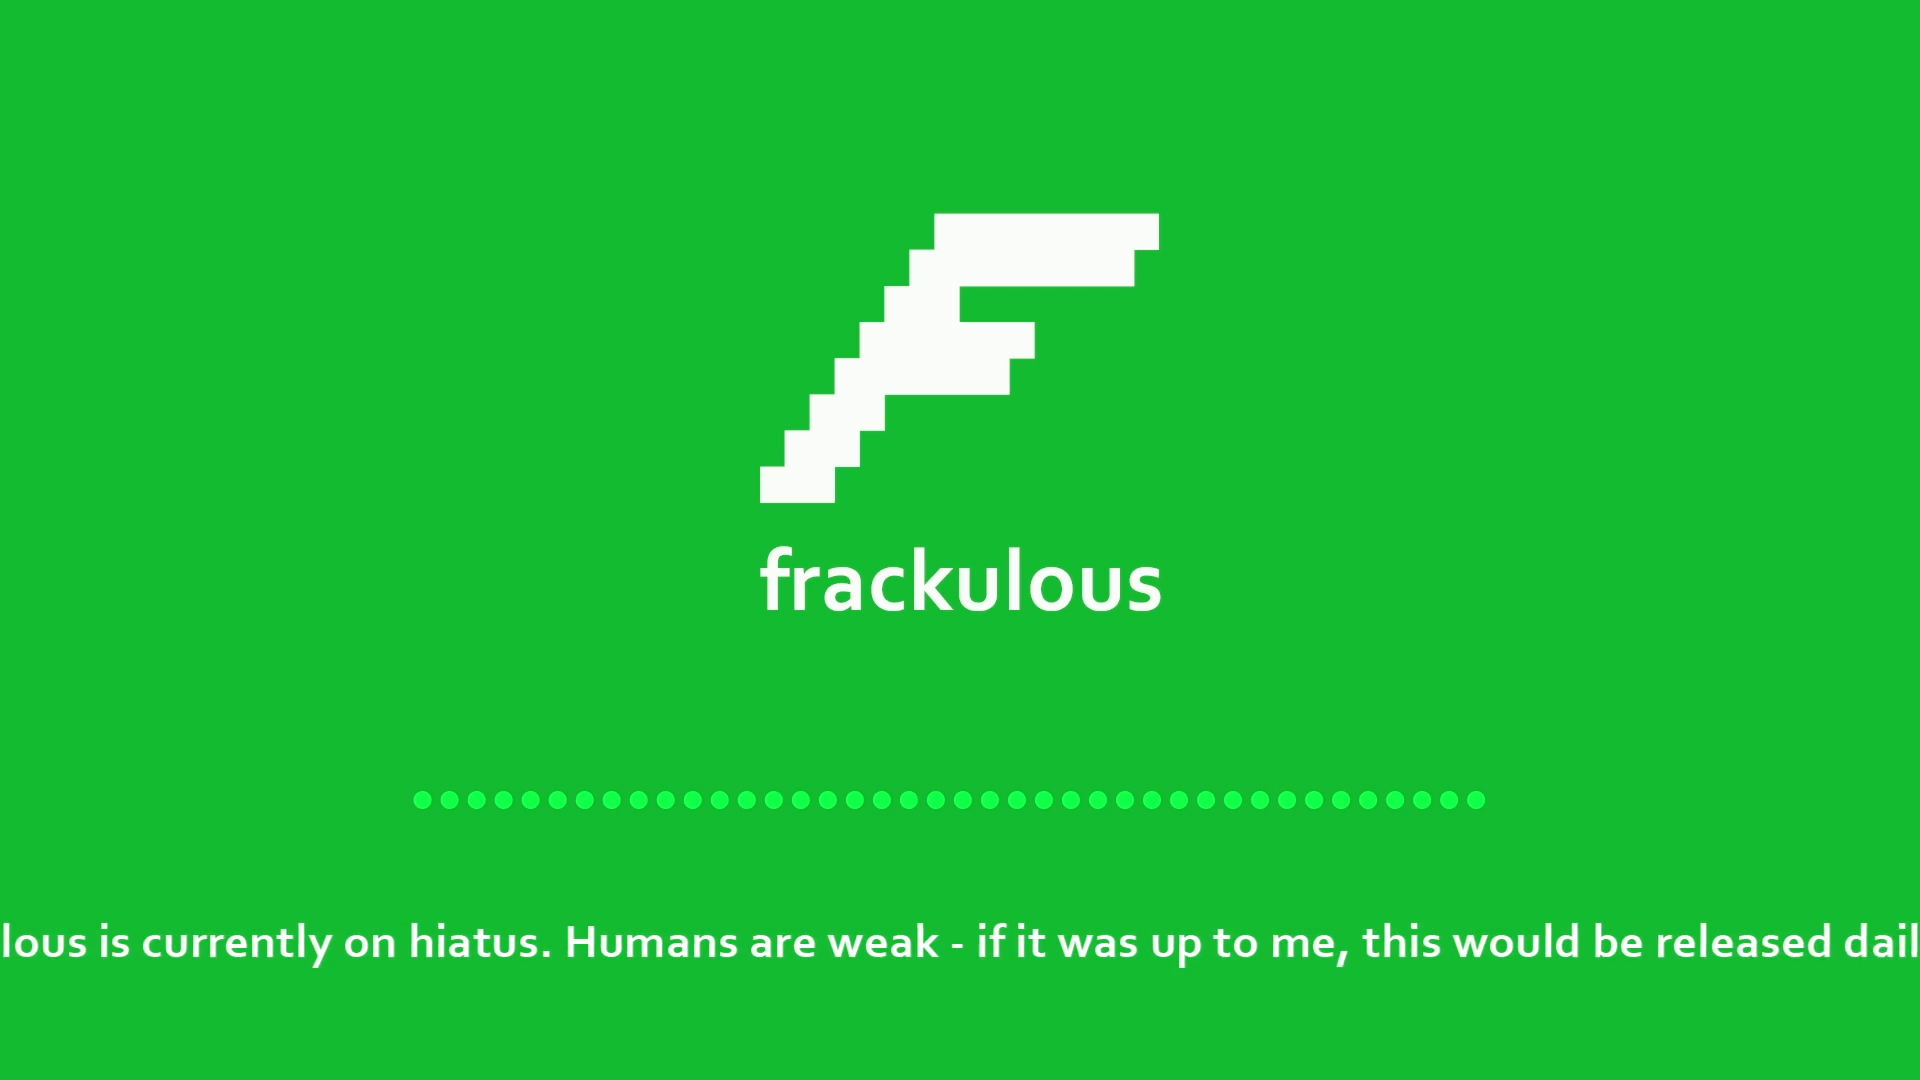 F
frackulous
lous is currently on hiatus. Humans are weak - if it was up to me, this would be released dail